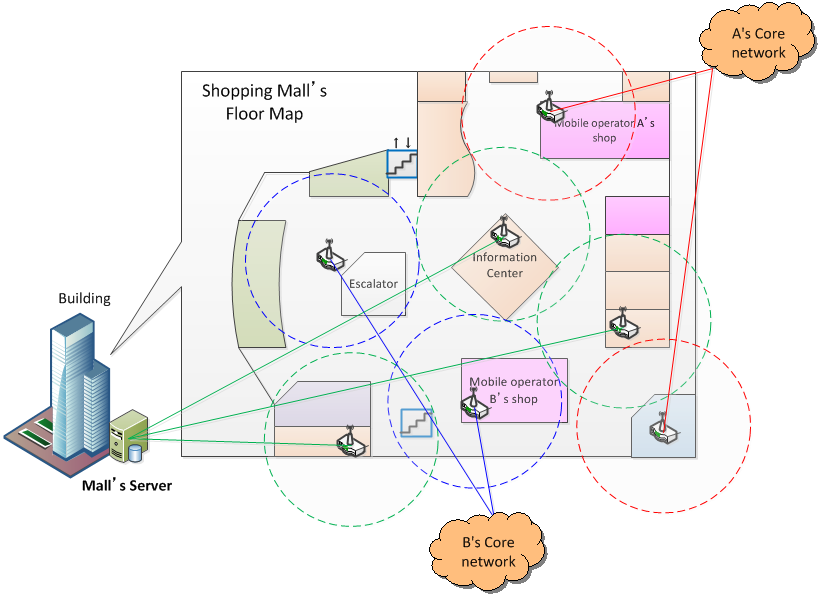 A's Core
network
Shopping Mall’s
Floor Map
Mobile operator A’s
shop
Information
Center
Escalator
Building
Mobile operator
B’s shop
Mall’s Server
B's Core
network